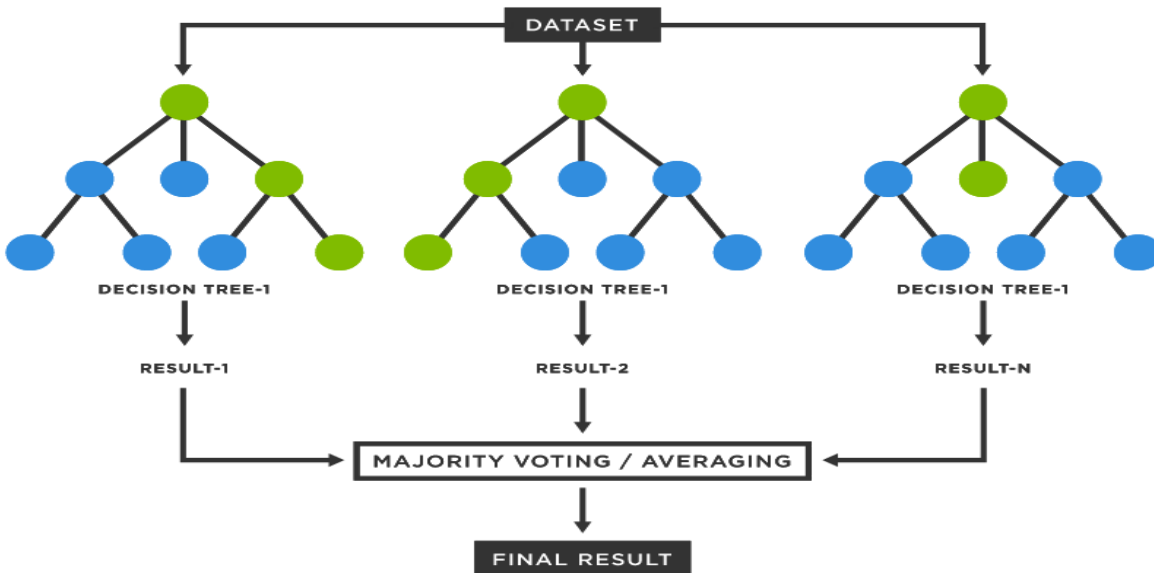 DATASET
DECISION TREE-1
DECISION TREE-1
DECISION TREE-1
RESULT-1
RESULT-2
RESULT-N
MAJORITY VOTING / AVERAGING
FINAL RESULT